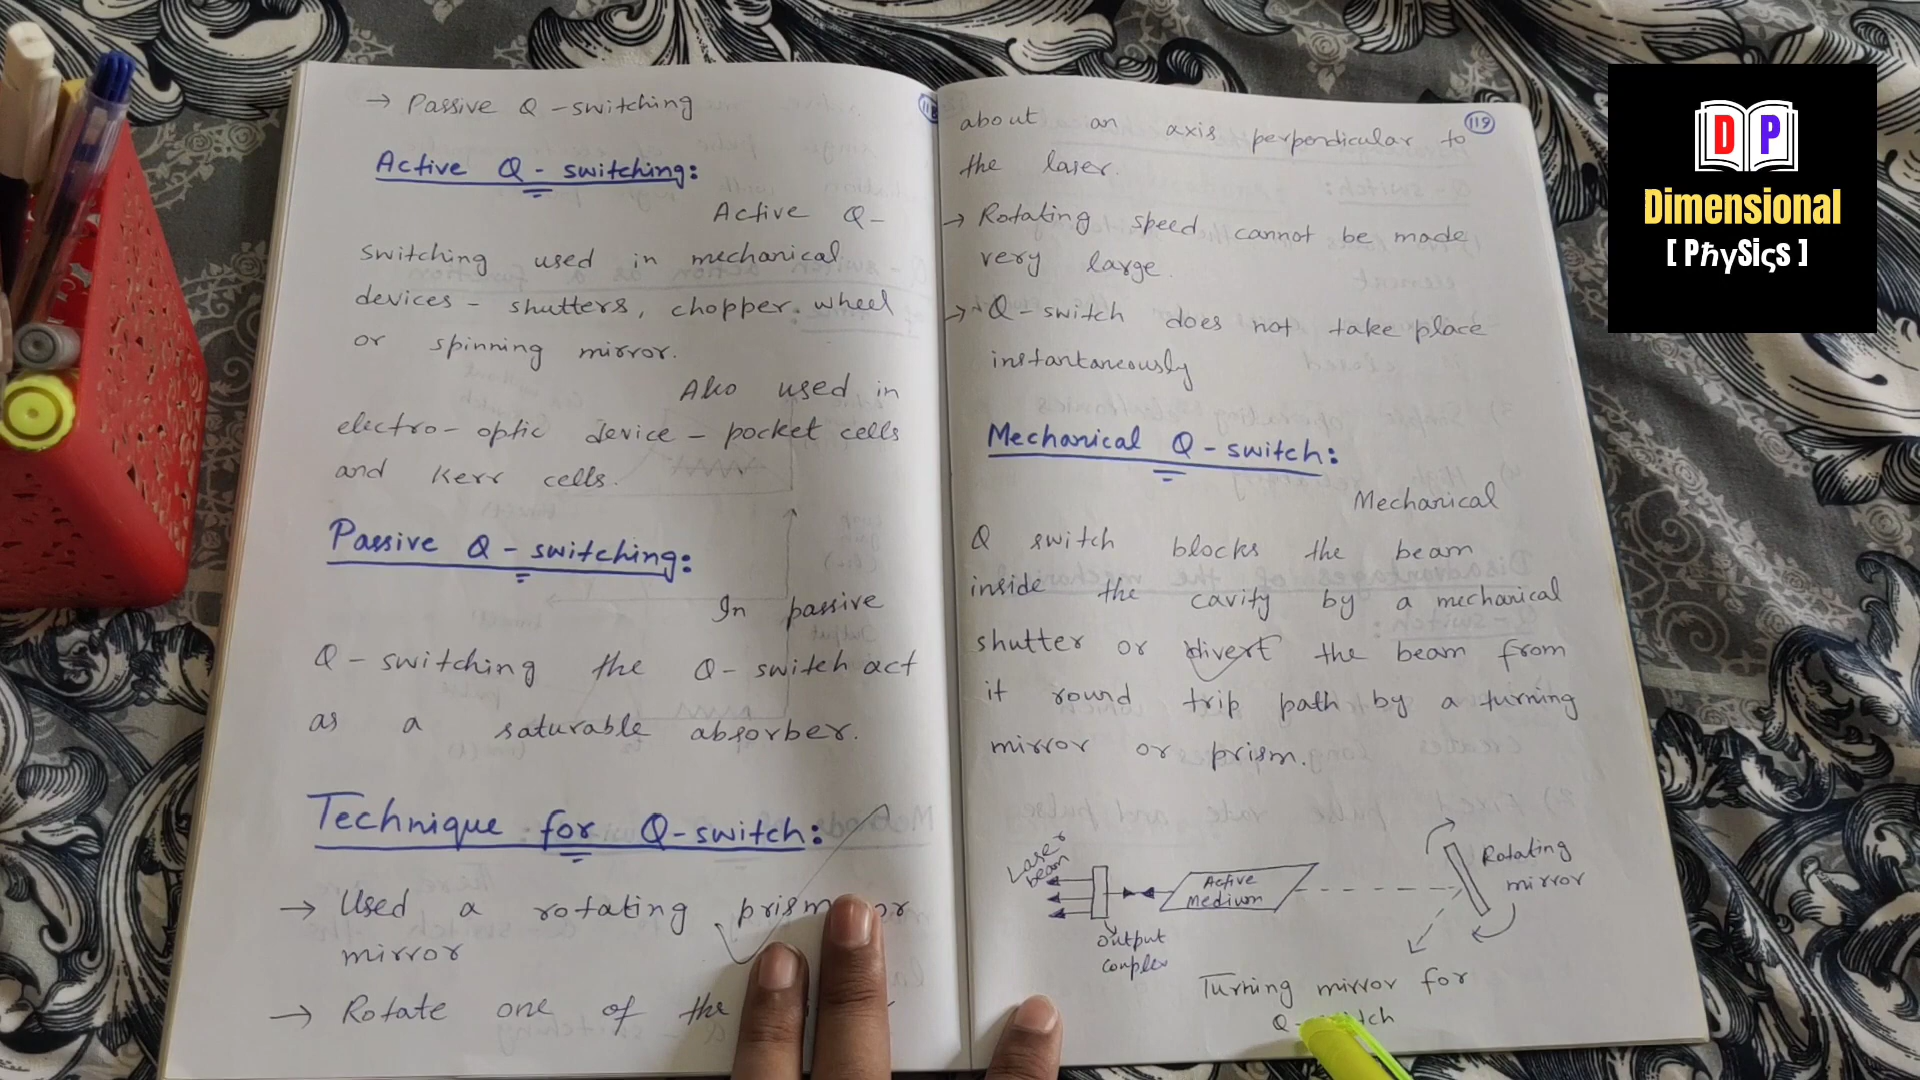 → Passive Q-switching
Active Q-switching:
Active Q-
switching used in mechanical
devices - shutters, chopper wheel
or spinning mirror.
Also used in
electro-optic device - pocket cells
and Kerr cells.
Passive Q-switching:
In passive
Q-switching the Q-switch act
as a saturable absorber.
Technique for Q-switch:
→ Used a rotating prism or
mirror
→ Rotate one of the
119
about an axis perpendicular to
the laser.
→ Rotating speed cannot be made
very large.
→ Q-switch does not take place
instantaneously
Mechanical Q-switch:
Mechanical
Q switch blocks the beam
inside the cavity by a mechanical
shutter or divert the beam from
it round trip path by a turning
mirror or prism.
Laser
beam
Active
Medium
Rotating
mirror
Output
coupler
Turning mirror for
Q-switch
DP
Dimensional
[PħySiςs]